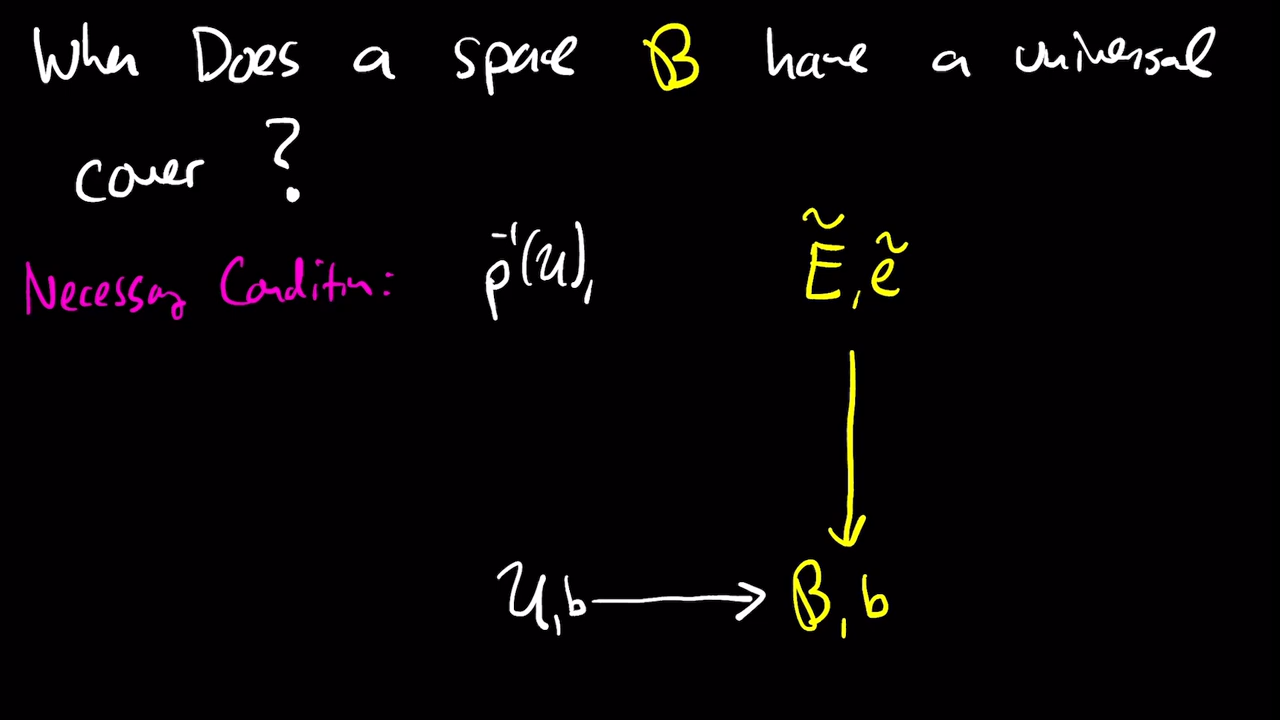 When Does a space B have a universal
cover ?
Necessary Condition:
p⁻¹(U),
Ẽ, ẽ
U, b
B, b